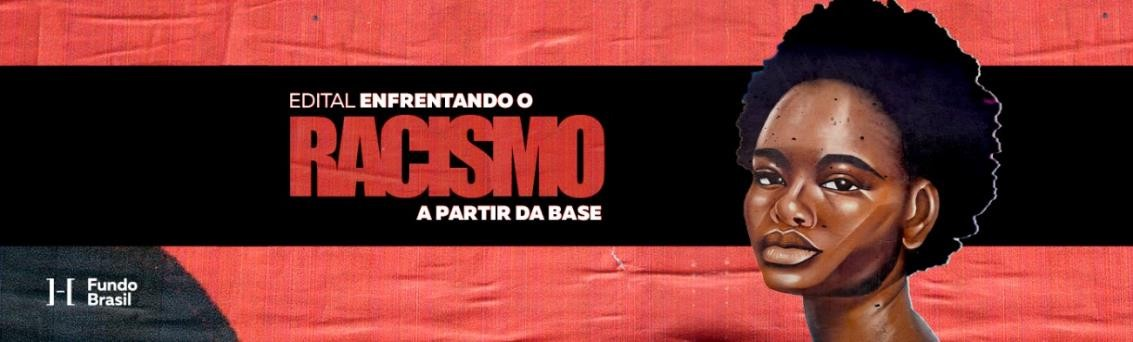 EDITAL ENFRENTANDO O
RACISMO
A PARTIR DA BASE
Fundo
Brasil